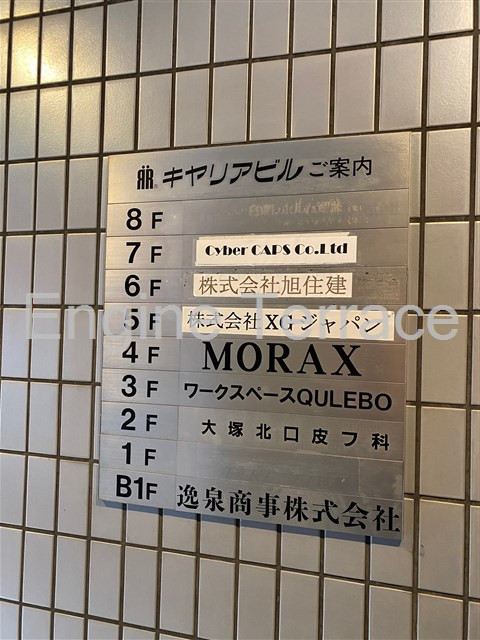 キャリアビルご案内
8F
7F Cyber CAPS Co.Ltd
6F 株式会社旭住建
5F 株式会社XGジャパン
4F MORAX
3F ワークスペースQULEBO
2F 大塚北口皮フ科
1F
B1F 逸泉商事株式会社
Engine Terrace